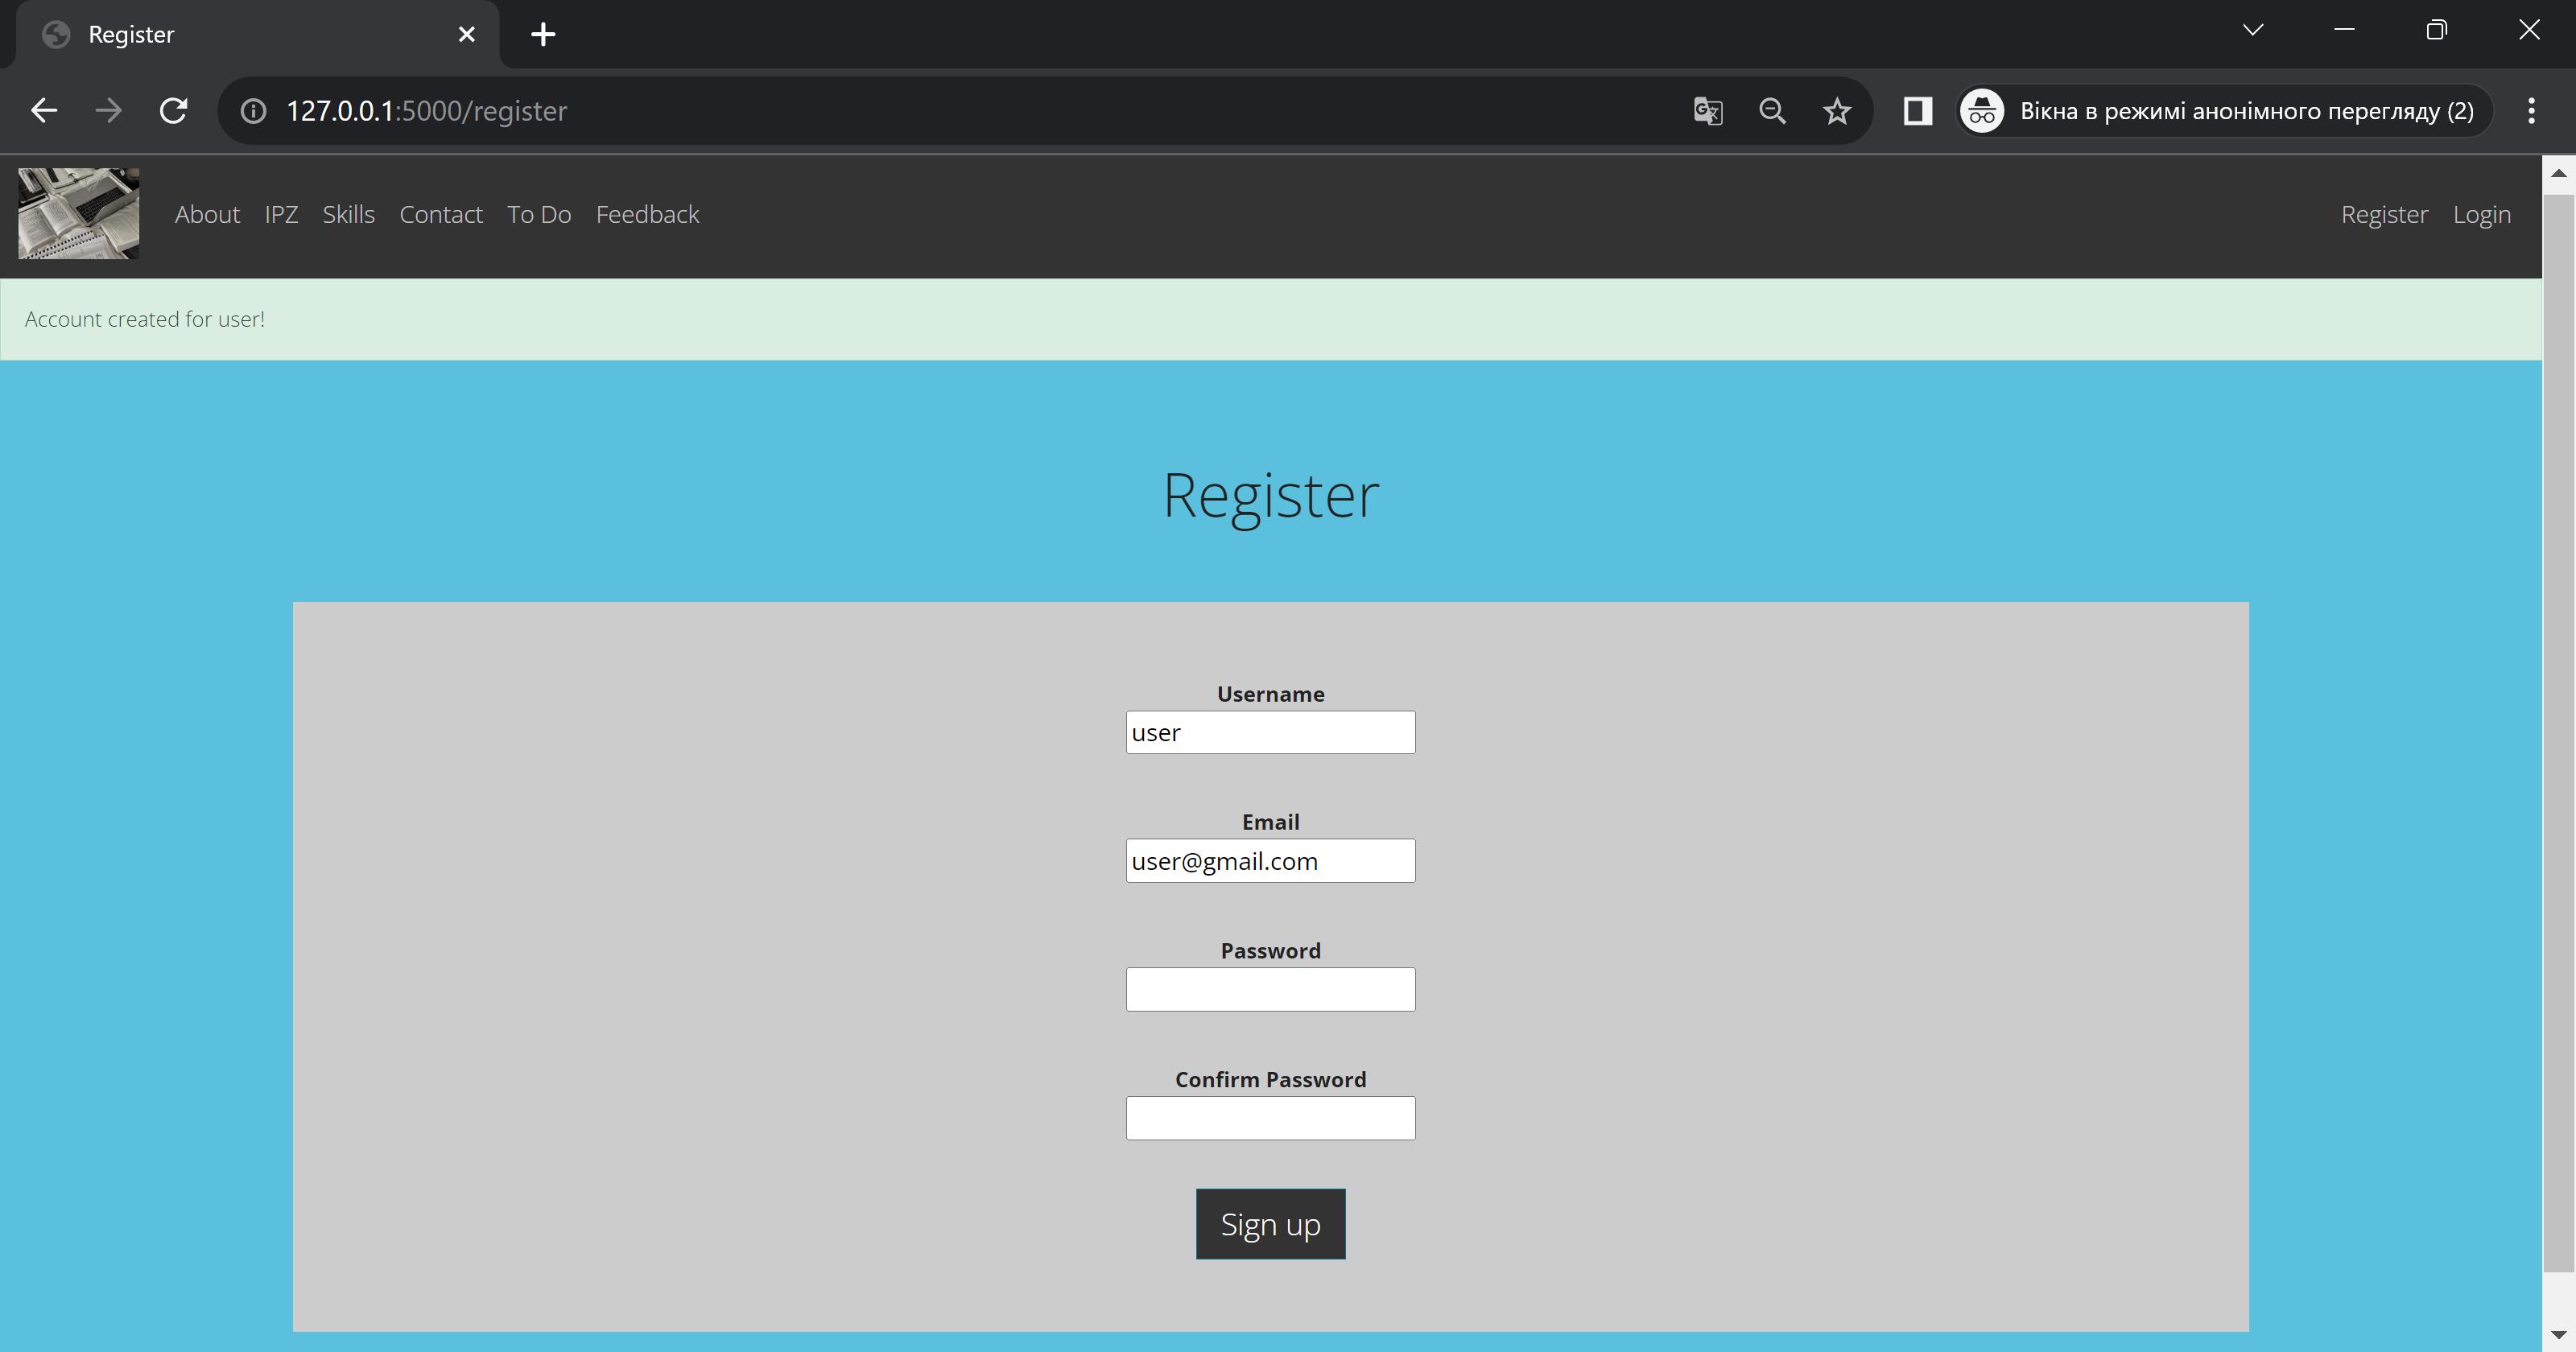 Register
127.0.0.1:5000/register
Вікна в режимі анонімного перегляду (2)
About IPZ Skills Contact To Do Feedback Register Login
Account created for user!
Register
Username
user
Email
user@gmail.com
Password
Confirm Password
Sign up